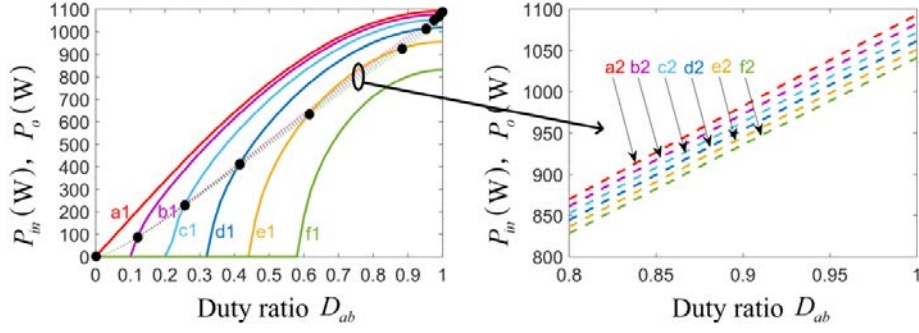 1100
1000
900
800
700
600
500
400
300
200
100
0
P_in (W), P_o (W)
a1
b1
c1
d1
e1
f1
0 0.1 0.2 0.3 0.4 0.5 0.6 0.7 0.8 0.9 1
Duty ratio D_ab
1100
1050
1000
950
900
850
800
P_in (W), P_o (W)
a2 b2 c2 d2 e2 f2
0.8 0.85 0.9 0.95 1
Duty ratio D_ab